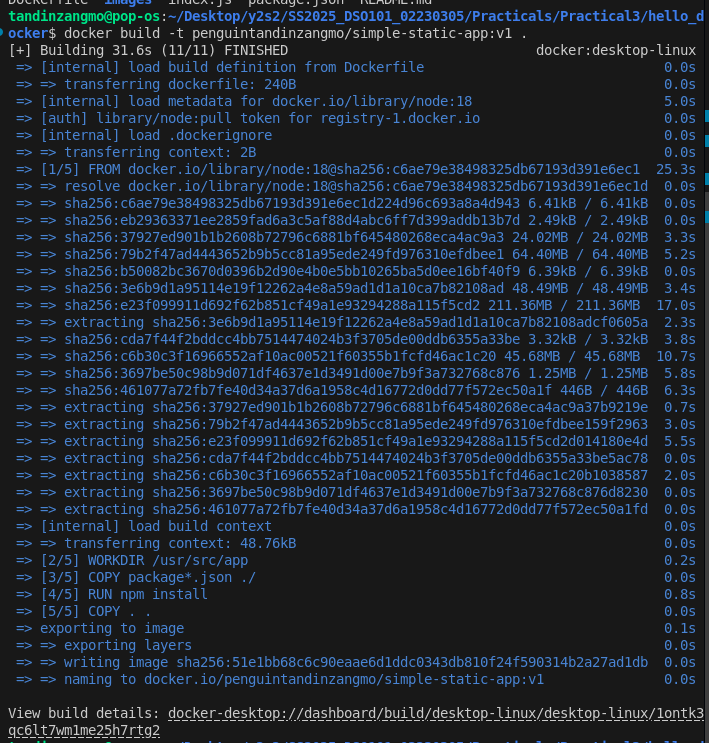 Dockerfile images index.js package.json README.md
tandinzangmo@pop-os:~/Desktop/y2s2/SS2025_DSO101_02230305/Practicals/Practical3/hello_d
ocker$ docker build -t penguintandinzangmo/simple-static-app:v1 .
[+] Building 31.6s (11/11) FINISHED docker:desktop-linux
=> [internal] load build definition from Dockerfile 0.0s
=> => transferring dockerfile: 240B 0.0s
=> [internal] load metadata for docker.io/library/node:18 5.0s
=> [auth] library/node:pull token for registry-1.docker.io 0.0s
=> [internal] load .dockerignore 0.0s
=> => transferring context: 2B 0.0s
=> [1/5] FROM docker.io/library/node:18@sha256:c6ae79e38498325db67193d391e6ec1 25.3s
=> => resolve docker.io/library/node:18@sha256:c6ae79e38498325db67193d391e6ec1d 0.0s
=> => sha256:c6ae79e38498325db67193d391e6ec1d224d96c693a8a4d943 6.41kB / 6.41kB 0.0s
=> => sha256:eb29363371ee2859fad6a3c5af88d4abc6ff7d399addb13b7d 2.49kB / 2.49kB 0.0s
=> => sha256:37927ed901b1b2608b72796c6881bf645480268eca4ac9a3 24.02MB / 24.02MB 3.3s
=> => sha256:79b2f47ad4443652b9b5cc81a95ede249fd976310efdbee1 64.40MB / 64.40MB 5.2s
=> => sha256:b50082bc3670d0396b2d90e4b0e5bb10265ba5d0ee16bf40f9 6.39kB / 6.39kB 0.0s
=> => sha256:3e6b9d1a95114e19f12262a4e8a59ad1d1a10ca7b82108ad 48.49MB / 48.49MB 3.4s
=> => sha256:e23f099911d692f62b851cf49a1e93294288a115f5cd2 211.36MB / 211.36MB 17.0s
=> => extracting sha256:3e6b9d1a95114e19f12262a4e8a59ad1d1a10ca7b82108adcf0605a 2.3s
=> => sha256:cda7f44f2bddcc4bb7514474024b3f3705de00ddb6355a33be 3.32kB / 3.32kB 3.8s
=> => sha256:c6b30c3f16966552af10ac00521f60355b1fcfd46ac1c20 45.68MB / 45.68MB 10.7s
=> => sha256:3697be50c98b9d071df4637e1d3491d00e7b9f3a732768c876 1.25MB / 1.25MB 5.8s
=> => sha256:461077a72fb7fe40d34a37d6a1958c4d16772d0dd77f572ec50a1f 446B / 446B 6.3s
=> => extracting sha256:37927ed901b1b2608b72796c6881bf645480268eca4ac9a37b9219e 0.7s
=> => extracting sha256:79b2f47ad4443652b9b5cc81a95ede249fd976310efdbee159f2963 3.0s
=> => extracting sha256:e23f099911d692f62b851cf49a1e93294288a115f5cd2d014180e4d 5.5s
=> => extracting sha256:cda7f44f2bddcc4bb7514474024b3f3705de00ddb6355a33be5ac78 0.0s
=> => extracting sha256:c6b30c3f16966552af10ac00521f60355b1fcfd46ac1c20b1038587 2.0s
=> => extracting sha256:3697be50c98b9d071df4637e1d3491d00e7b9f3a732768c876d8230 0.0s
=> => extracting sha256:461077a72fb7fe40d34a37d6a1958c4d16772d0dd77f572ec50a1fd 0.0s
=> [internal] load build context 0.0s
=> => transferring context: 48.76kB 0.0s
=> [2/5] WORKDIR /usr/src/app 0.2s
=> [3/5] COPY package*.json ./ 0.0s
=> [4/5] RUN npm install 0.8s
=> [5/5] COPY . . 0.0s
=> exporting to image 0.1s
=> => exporting layers 0.0s
=> => writing image sha256:51e1bb68c6c90eaae6d1ddc0343db810f24f590314b2a27ad1db 0.0s
=> => naming to docker.io/penguintandinzangmo/simple-static-app:v1 0.0s
View build details: docker-desktop://dashboard/build/desktop-linux/desktop-linux/1ontk3
qc6lt7wm1me25h7rtg2